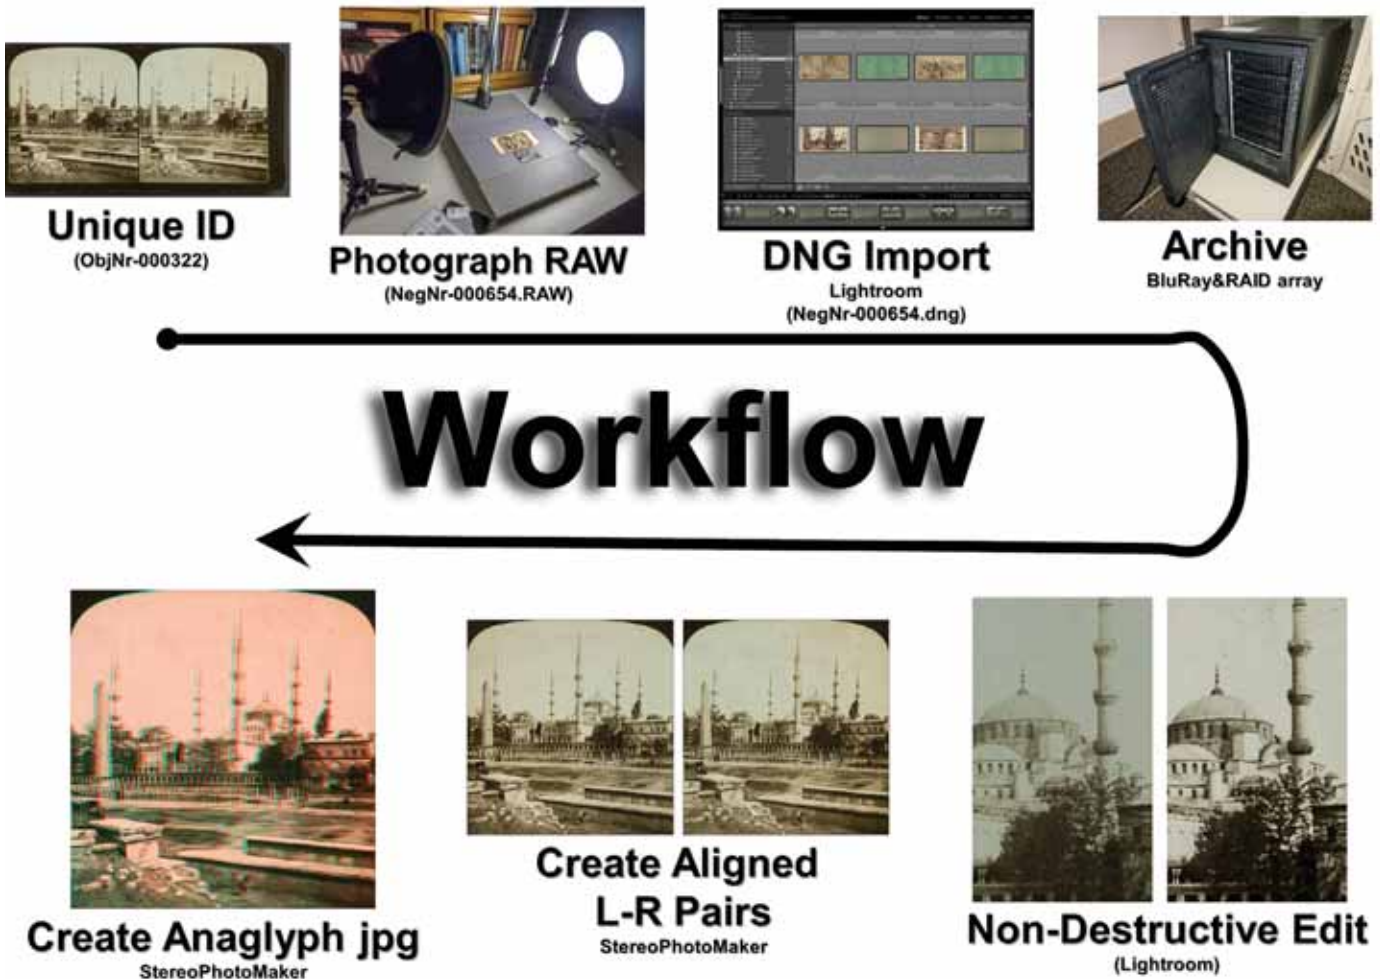 Unique ID
(ObjNr-000322)
Photograph RAW
(NegNr-000654.RAW)
DNG Import
Lightroom
(NegNr-000654.dng)
Archive
BluRay&RAID array
Workflow
Create Anaglyph jpg
StereoPhotoMaker
Create Aligned
L-R Pairs
StereoPhotoMaker
Non-Destructive Edit
(Lightroom)